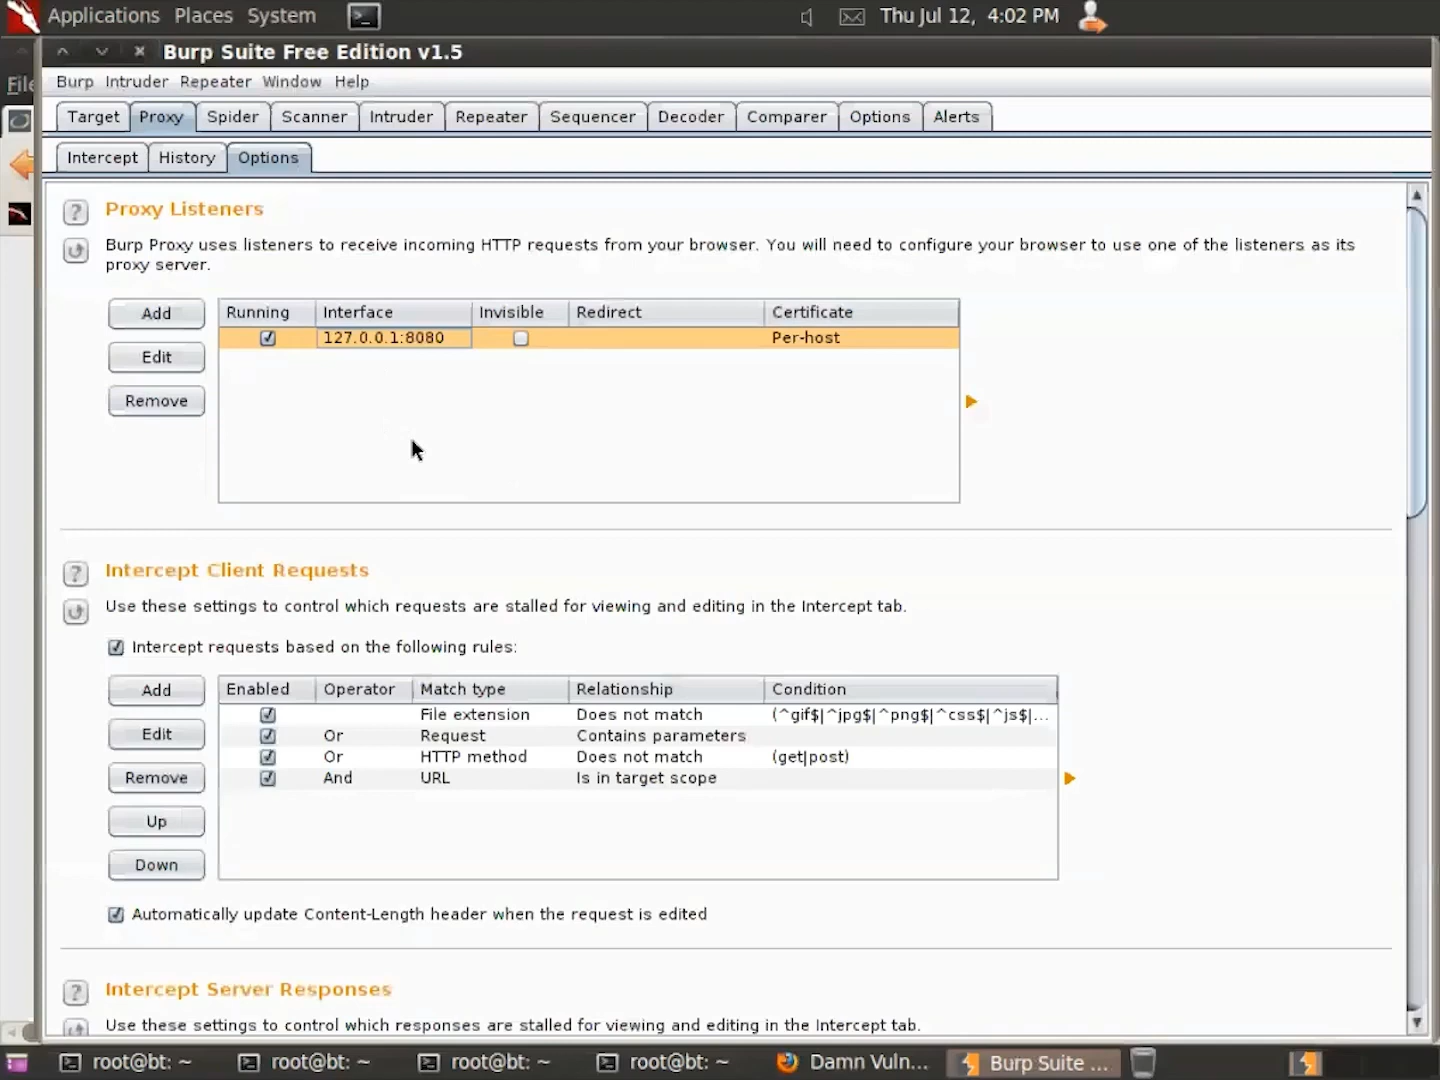 Applications Places System
Thu Jul 12, 4:02 PM
Burp Suite Free Edition v1.5
File
Burp Intruder Repeater Window Help
Target Proxy Spider Scanner Intruder Repeater Sequencer Decoder Comparer Options Alerts
Intercept History Options
? Proxy Listeners
Burp Proxy uses listeners to receive incoming HTTP requests from your browser. You will need to configure your browser to use one of the listeners as its
proxy server.
Add
Edit
Remove
Running Interface Invisible Redirect Certificate
127.0.0.1:8080 Per-host
? Intercept Client Requests
Use these settings to control which requests are stalled for viewing and editing in the Intercept tab.
Intercept requests based on the following rules:
Add
Edit
Remove
Up
Down
Enabled Operator Match type Relationship Condition
File extension Does not match (^gif$|^jpg$|^png$|^css$|^js$|...
Or Request Contains parameters
Or HTTP method Does not match (get|post)
And URL Is in target scope
Automatically update Content-Length header when the request is edited
? Intercept Server Responses
Use these settings to control which responses are stalled for viewing and editing in the Intercept tab.
root@bt: ~ root@bt: ~ root@bt: ~ root@bt: ~ Damn Vuln... Burp Suite ...